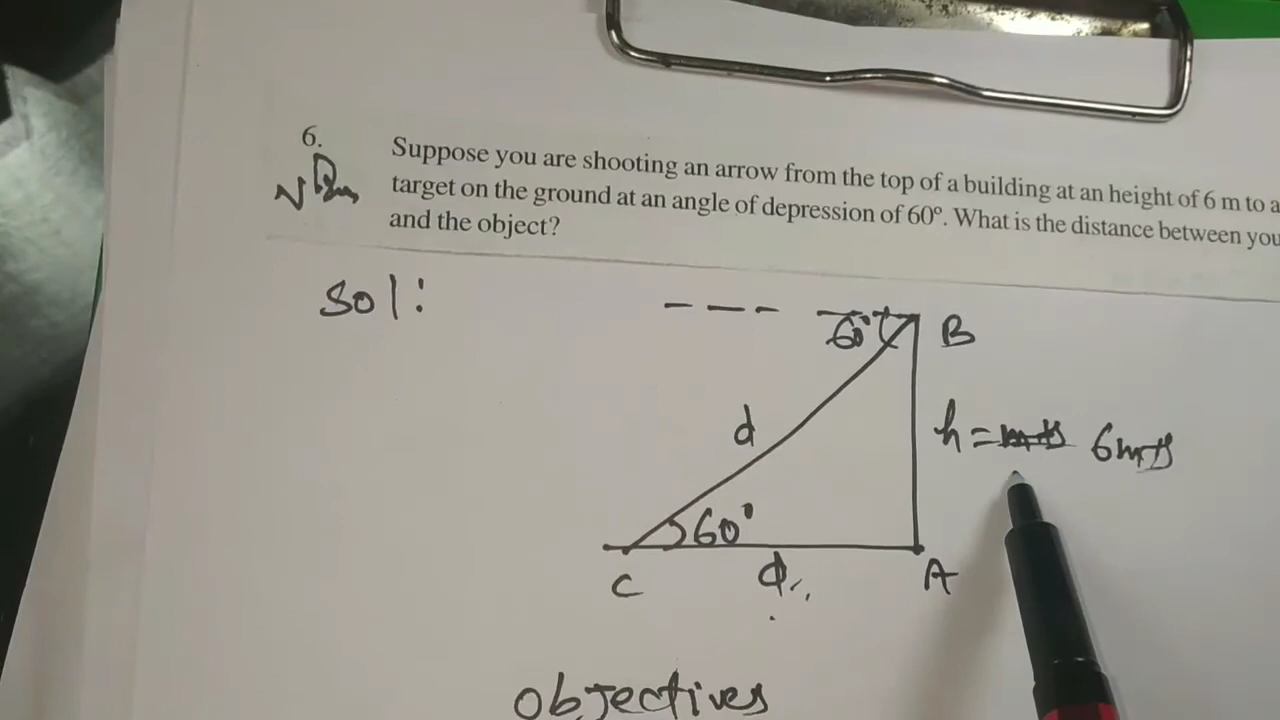 6.
Suppose you are shooting an arrow from the top of a building at an height of 6 m to a
target on the ground at an angle of depression of 60º. What is the distance between you
and the object?
Sol:
60° B
d
h = 6mts
60°
C A
objectives